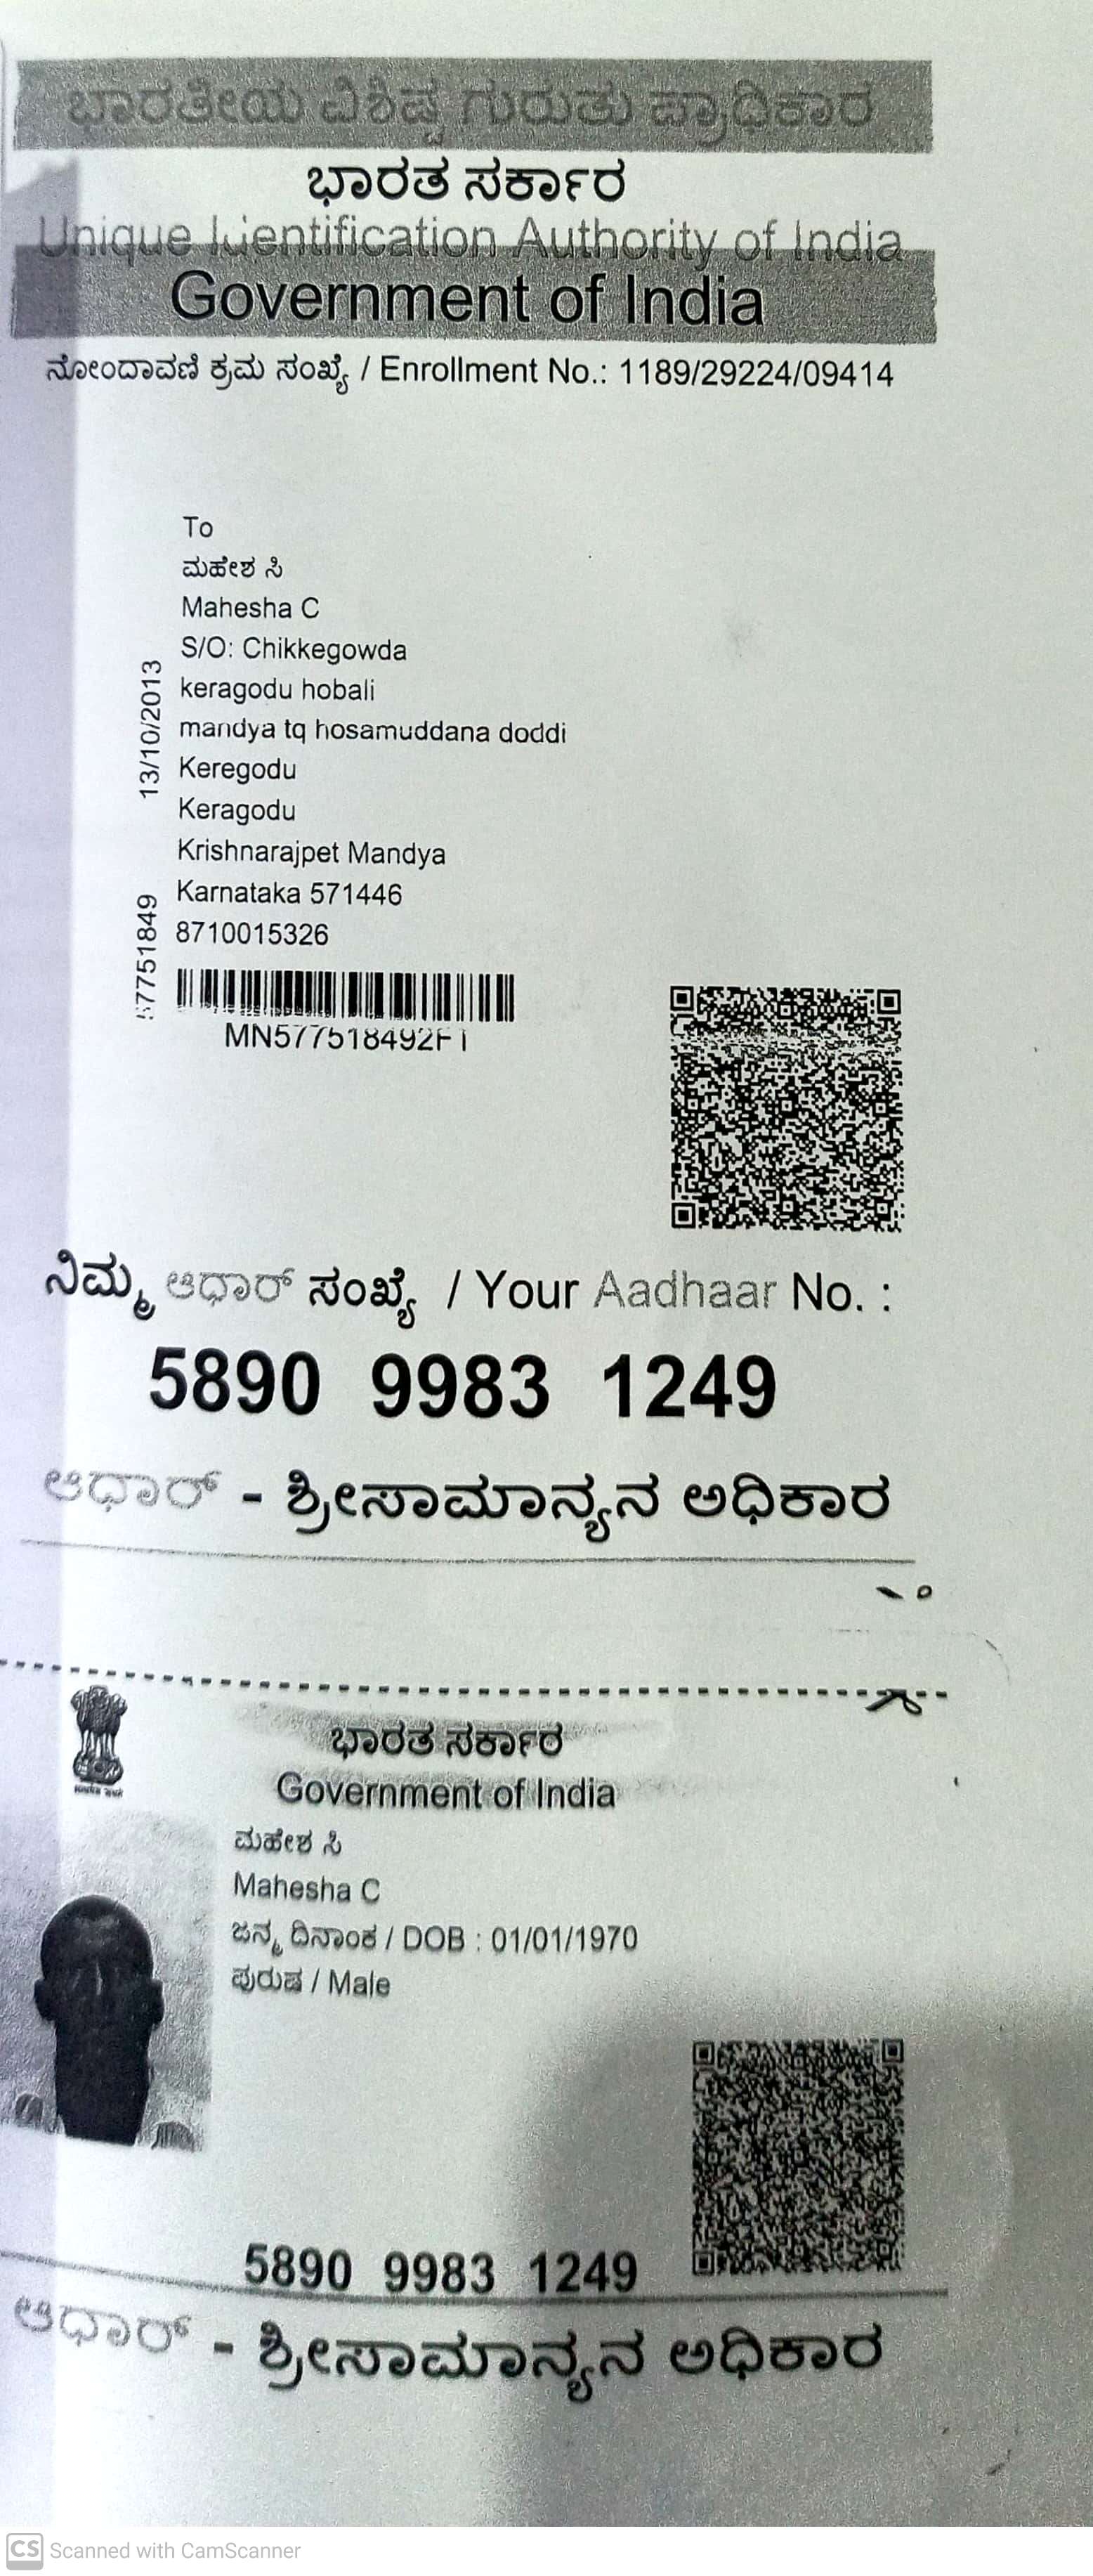 ಭಾರತೀಯ ವಿಶಿಷ್ಟ ಗುರುತು ಪ್ರಾಧಿಕಾರ
ಭಾರತ ಸರ್ಕಾರ
Unique Identification Authority of India
Government of India
ನೋಂದಾವಣಿ ಕ್ರಮ ಸಂಖ್ಯೆ / Enrollment No.: 1189/29224/09414
To
ಮಹೇಶ ಸಿ
Mahesha C
S/O: Chikkegowda
keragodu hobali
mandya tq hosamuddana doddi
Keregodu
Keragodu
Krishnarajpet Mandya
Karnataka 571446
8710015326
13/10/2013
57751849
MN577518492FT
ನಿಮ್ಮ ಆಧಾರ್ ಸಂಖ್ಯೆ / Your Aadhaar No. :
5890 9983 1249
ಆಧಾರ್ - ಶ್ರೀಸಾಮಾನ್ಯನ ಅಧಿಕಾರ
ಭಾರತ ಸರ್ಕಾರ
Government of India
ಮಹೇಶ ಸಿ
Mahesha C
ಜನ್ಮ ದಿನಾಂಕ / DOB : 01/01/1970
ಪುರುಷ / Male
5890 9983 1249
ಆಧಾರ್ - ಶ್ರೀಸಾಮಾನ್ಯನ ಅಧಿಕಾರ
CS Scanned with CamScanner